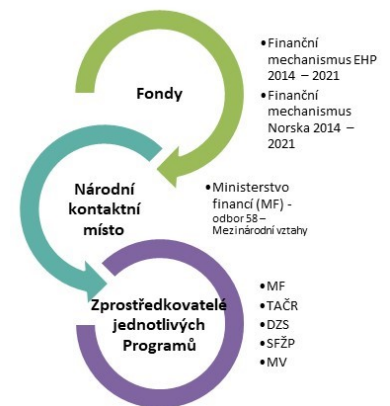 Fondy
•Finanční
mechanismus EHP
2014 – 2021
•Finanční
mechanismus
Norska 2014 –
2021
Národní
kontaktní
místo
•Ministerstvo
financí (MF) -
odbor 58 –
Mezinárodní vztahy
Zprostředkovatelé
jednotlivých
Programů
•MF
•TAČR
•DZS
•SFŽP
•MV